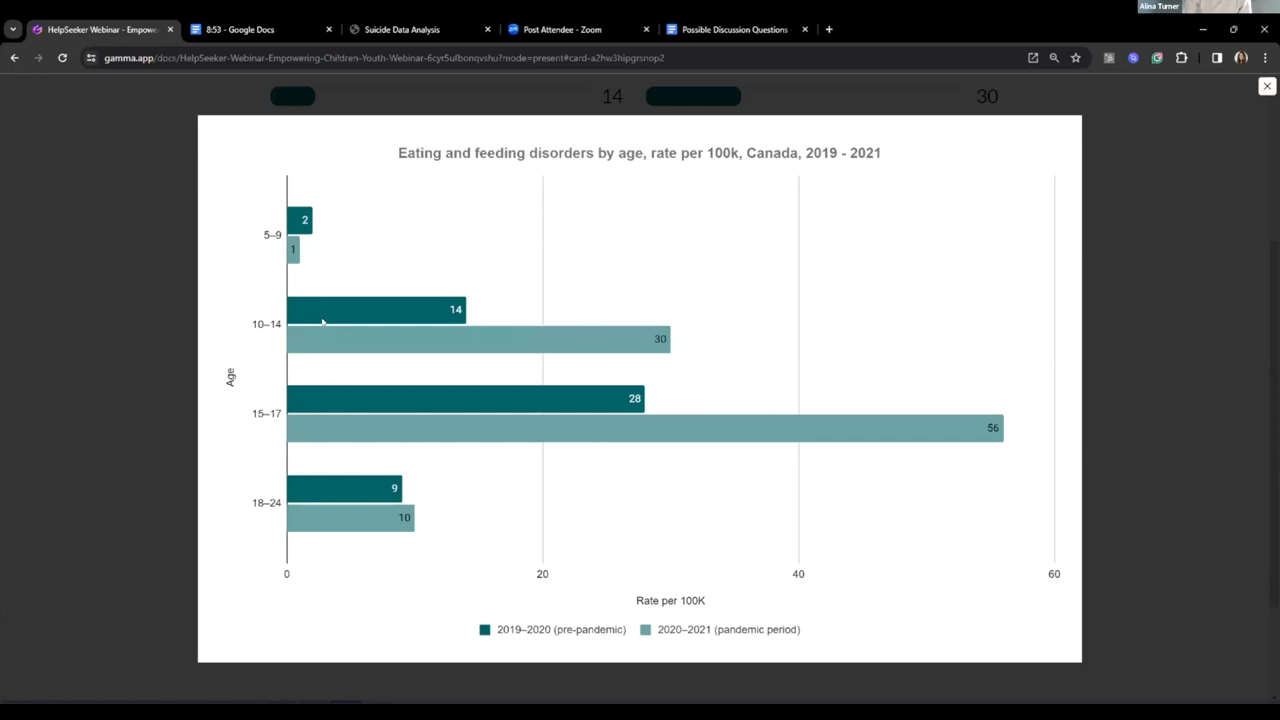 Alina Turner
HelpSeeker Webinar - Empowe
8:53 - Google Docs
Suicide Data Analysis
Post Attendee - Zoom
Possible Discussion Questions
gamma.app/docs/HelpSeeker-Webinar-Empowering-Children-Youth-Webinar-6cyr5ufbonqvshu?mode=present#card-a2hw3hipgrsnop2
14
30
Eating and feeding disorders by age, rate per 100k, Canada, 2019 - 2021
2
5–9
1
14
10–14
30
Age
28
15–17
56
9
18–24
10
0 20 40 60
Rate per 100K
2019–2020 (pre-pandemic) 2020–2021 (pandemic period)